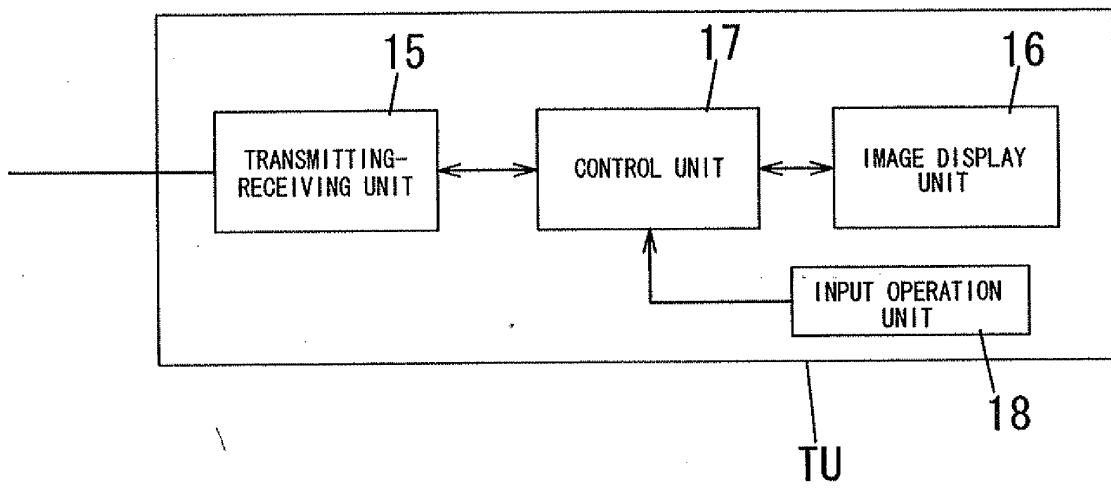 15
17
16
TRANSMITTING-
RECEIVING UNIT
CONTROL UNIT
IMAGE DISPLAY
UNIT
INPUT OPERATION
UNIT
18
TU